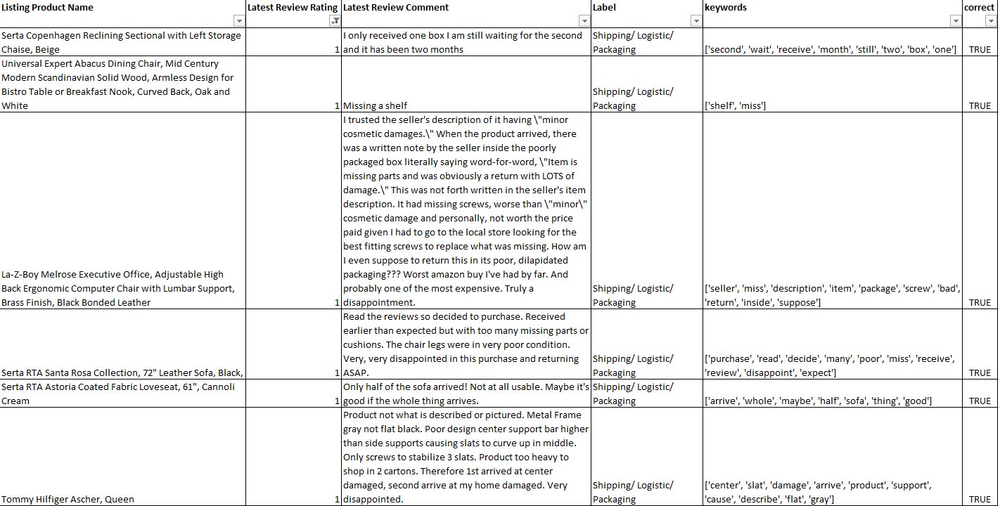 Listing Product Name Latest Review Rating Latest Review Comment Label keywords correct
Serta Copenhagen Reclining Sectional with Left Storage
Chaise, Beige
1
I only received one box I am still waiting for the second
and it has been two months
Shipping/ Logistic/
Packaging
['second', 'wait', 'receive', 'month', 'still', 'two', 'box', 'one']
TRUE
Universal Expert Abacus Dining Chair, Mid Century
Modern Scandinavian Solid Wood, Armless Design for
Bistro Table or Breakfast Nook, Curved Back, Oak and
White
1
Missing a shelf
Shipping/ Logistic/
Packaging
['shelf', 'miss']
TRUE
La-Z-Boy Melrose Executive Office, Adjustable High
Back Ergonomic Computer Chair with Lumbar Support,
Brass Finish, Black Bonded Leather
1
I trusted the seller's description of it having \"minor
cosmetic damages.\" When the product arrived, there
was a written note by the seller inside the poorly
packaged box literally saying word-for-word, \"Item is
missing parts and was obviously a return with LOTS of
damage.\" This was not forth written in the seller's item
description. It had missing screws, worse than \"minor\"
cosmetic damage and personally, not worth the price
paid given I had to go to the local store looking for the
best fitting screws to replace what was missing. How am
I even suppose to return this in its poor, dilapidated
packaging??? Worst amazon buy I've had by far. And
probably one of the most expensive. Truly a
disappointment.
Shipping/ Logistic/
Packaging
['seller', 'miss', 'description', 'item', 'package', 'screw', 'bad',
'return', 'inside', 'suppose']
TRUE
Serta RTA Santa Rosa Collection, 72" Leather Sofa, Black,
1
Read the reviews so decided to purchase. Received
earlier than expected but with too many missing parts or
cushions. The chair legs were in very poor condition.
Very, very disappointed in this purchase and returning
ASAP.
Shipping/ Logistic/
Packaging
['purchase', 'read', 'decide', 'many', 'poor', 'miss', 'receive',
'review', 'disappoint', 'expect']
TRUE
Serta RTA Astoria Coated Fabric Loveseat, 61", Cannoli
Cream
1
Only half of the sofa arrived! Not at all usable. Maybe it's
good if the whole thing arrives.
Shipping/ Logistic/
Packaging
['arrive', 'whole', 'maybe', 'half', 'sofa', 'thing', 'good']
TRUE
Tommy Hilfiger Ascher, Queen
1
Product not what is described or pictured. Metal Frame
gray not flat black. Poor design center support bar higher
than side supports causing slats to curve up in middle.
Only screws to stabilize 3 slats. Product too heavy to
shop in 2 cartons. Therefore 1st arrived at center
damaged, second arrive at my home damaged. Very
disappointed.
Shipping/ Logistic/
Packaging
['center', 'slat', 'damage', 'arrive', 'product', 'support',
'cause', 'describe', 'flat', 'gray']
TRUE